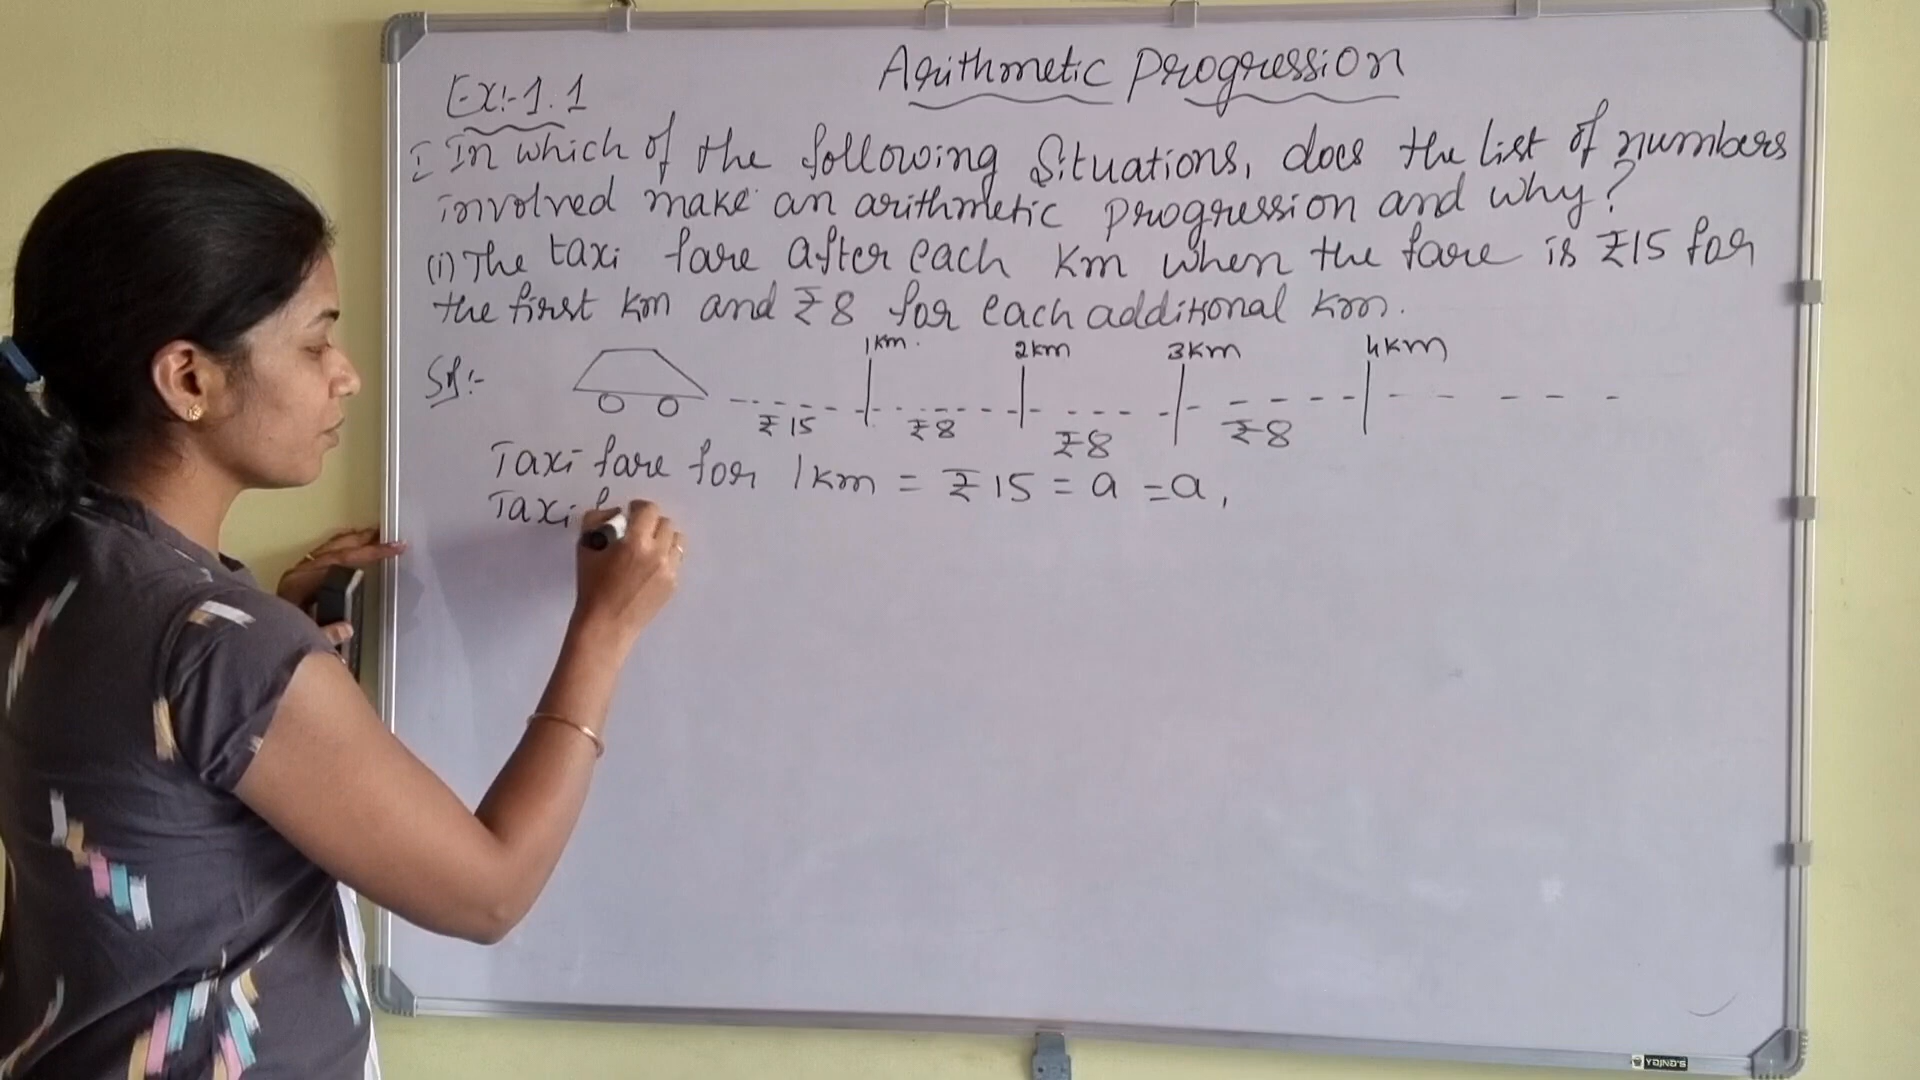 Arithmetic Progression
Ex:-1.1
I In which of the following Situations, does the list of numbers
involved make an arithmetic progression and why?
(i) The taxi fare after each Km when the fare is ₹15 for
the first km and ₹8 for each additional km.
Sol:-
1km. 2km 3km 4km
₹15 ₹8 ₹8 ₹8
Taxi fare for 1km = ₹15 = a = a1
Taxi
YOJNO'S